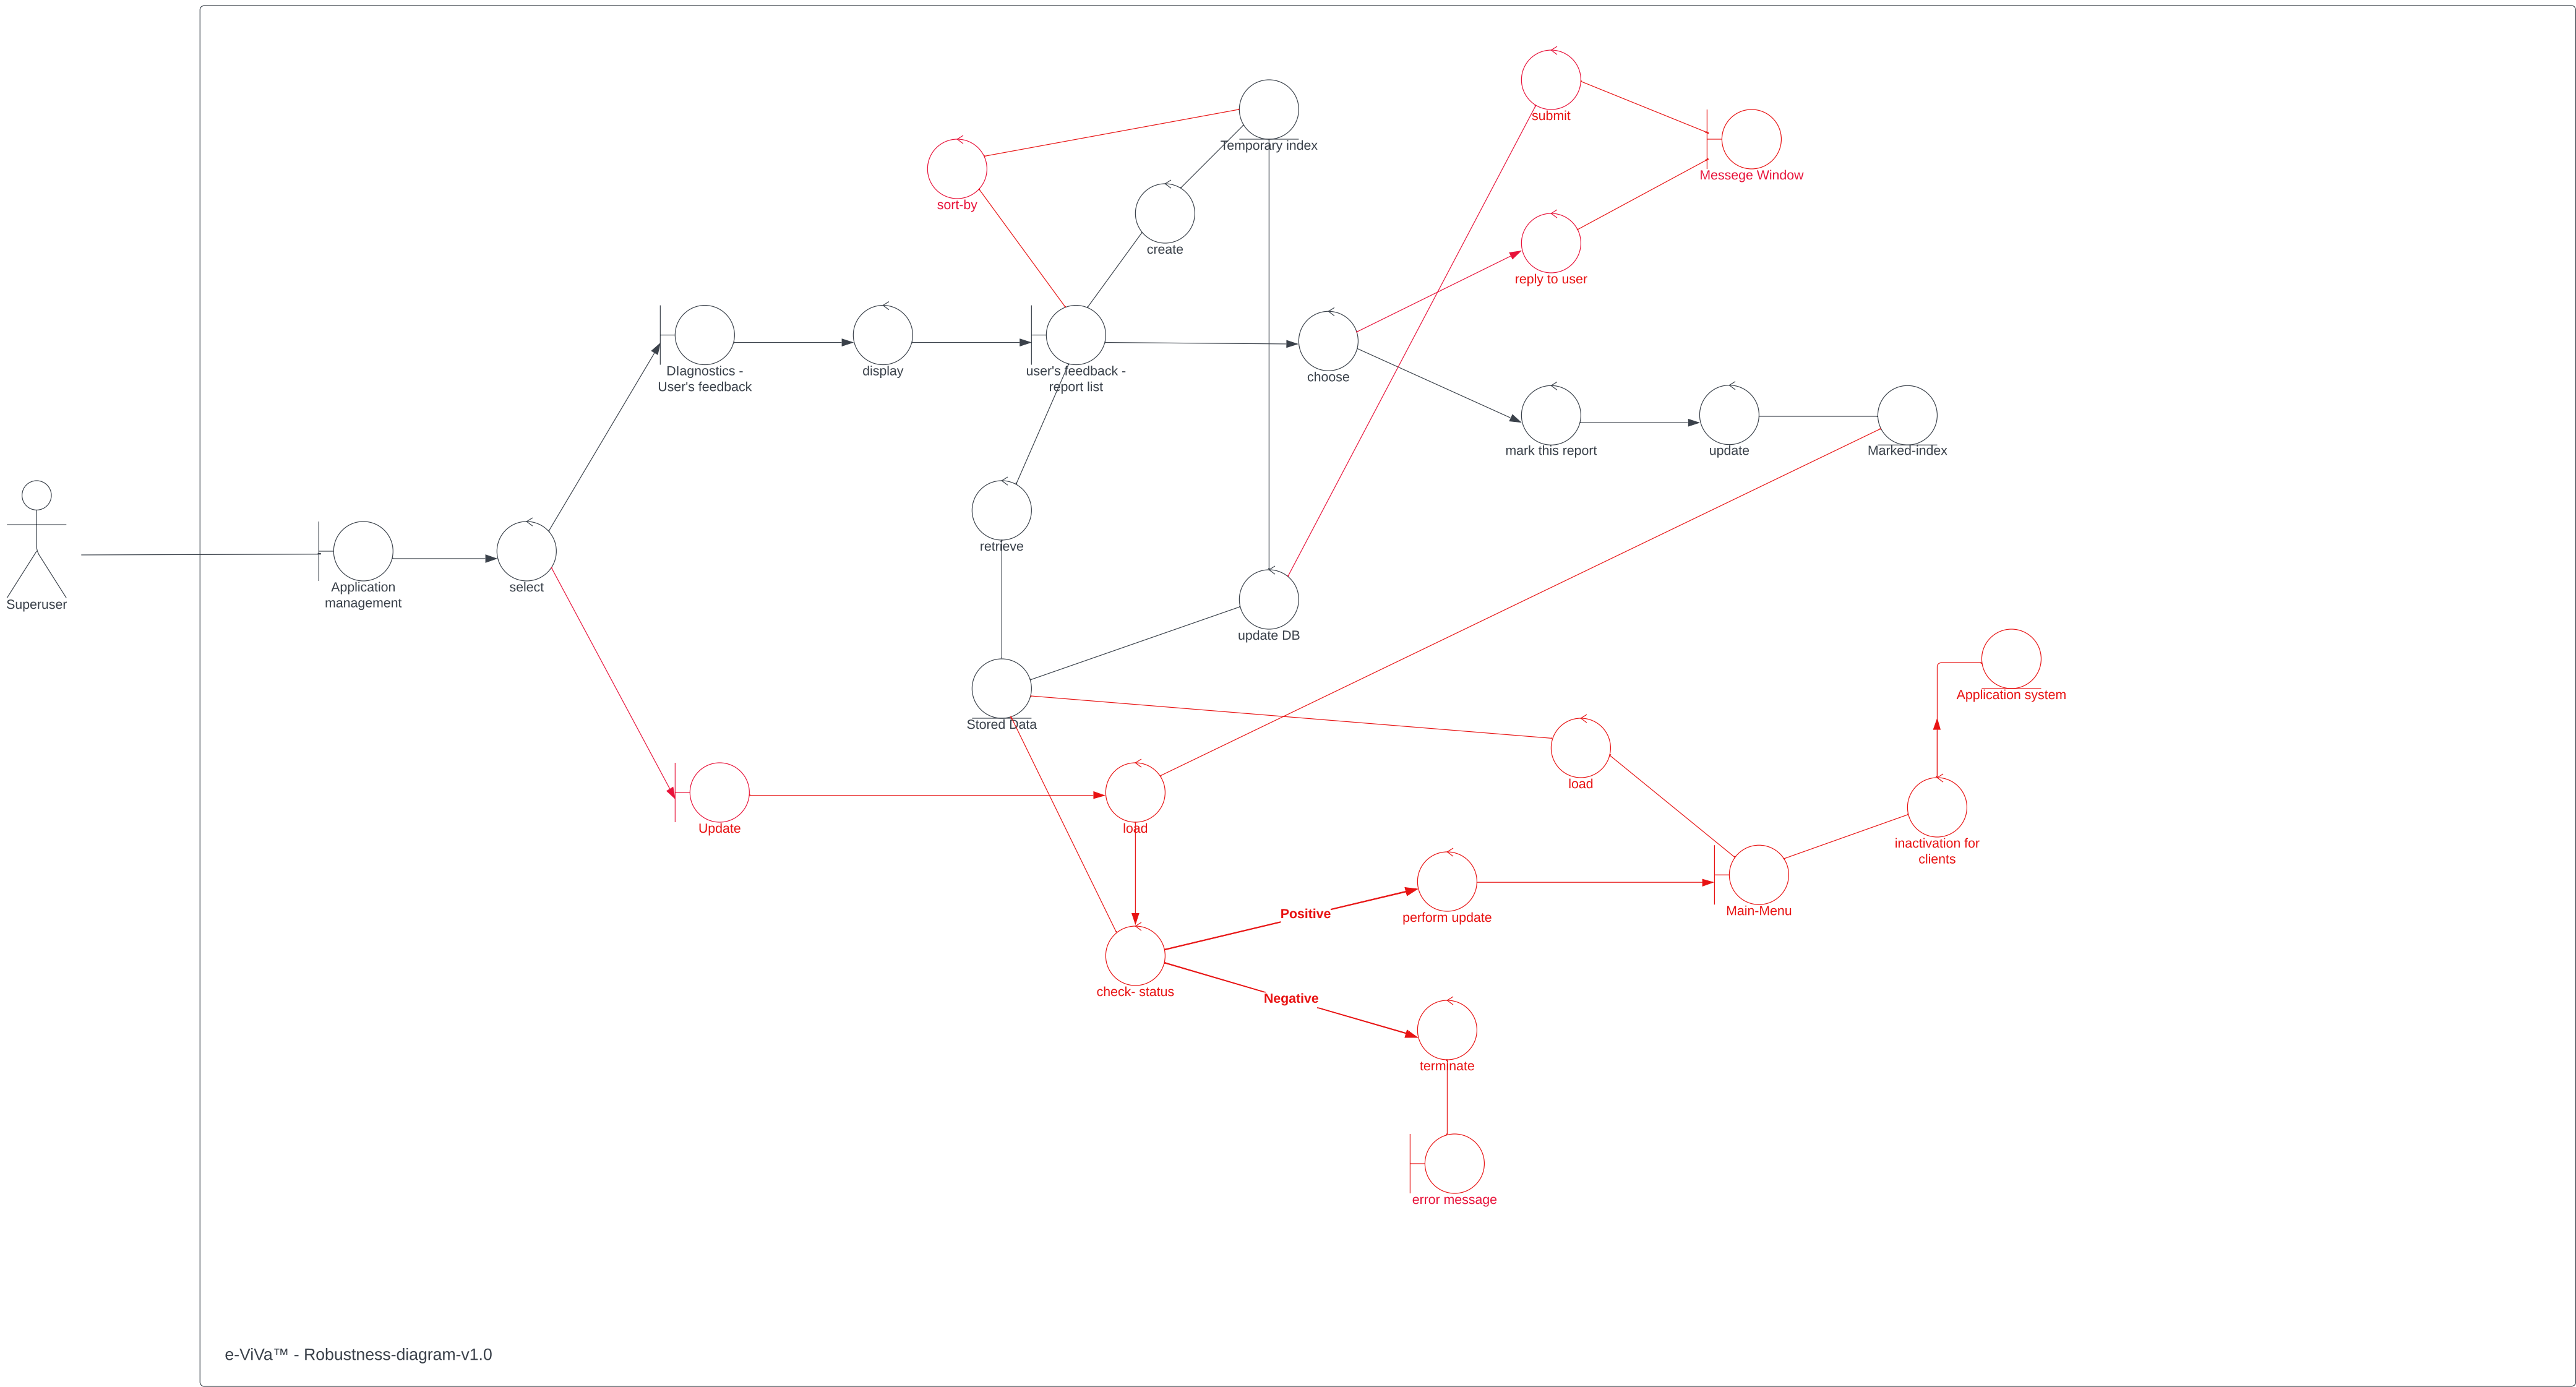 submit
Temporary index
Messege Window
sort-by
create
reply to user
DIagnostics -
User's feedback
display
user's feedback -
report list
choose
mark this report
update
Marked-index
retrieve
Application
management
select
Superuser
update DB
Application system
Stored Data
load
Update
load
inactivation for
clients
Positive
perform update
Main-Menu
check- status
Negative
terminate
error message
e-ViVa™ - Robustness-diagram-v1.0